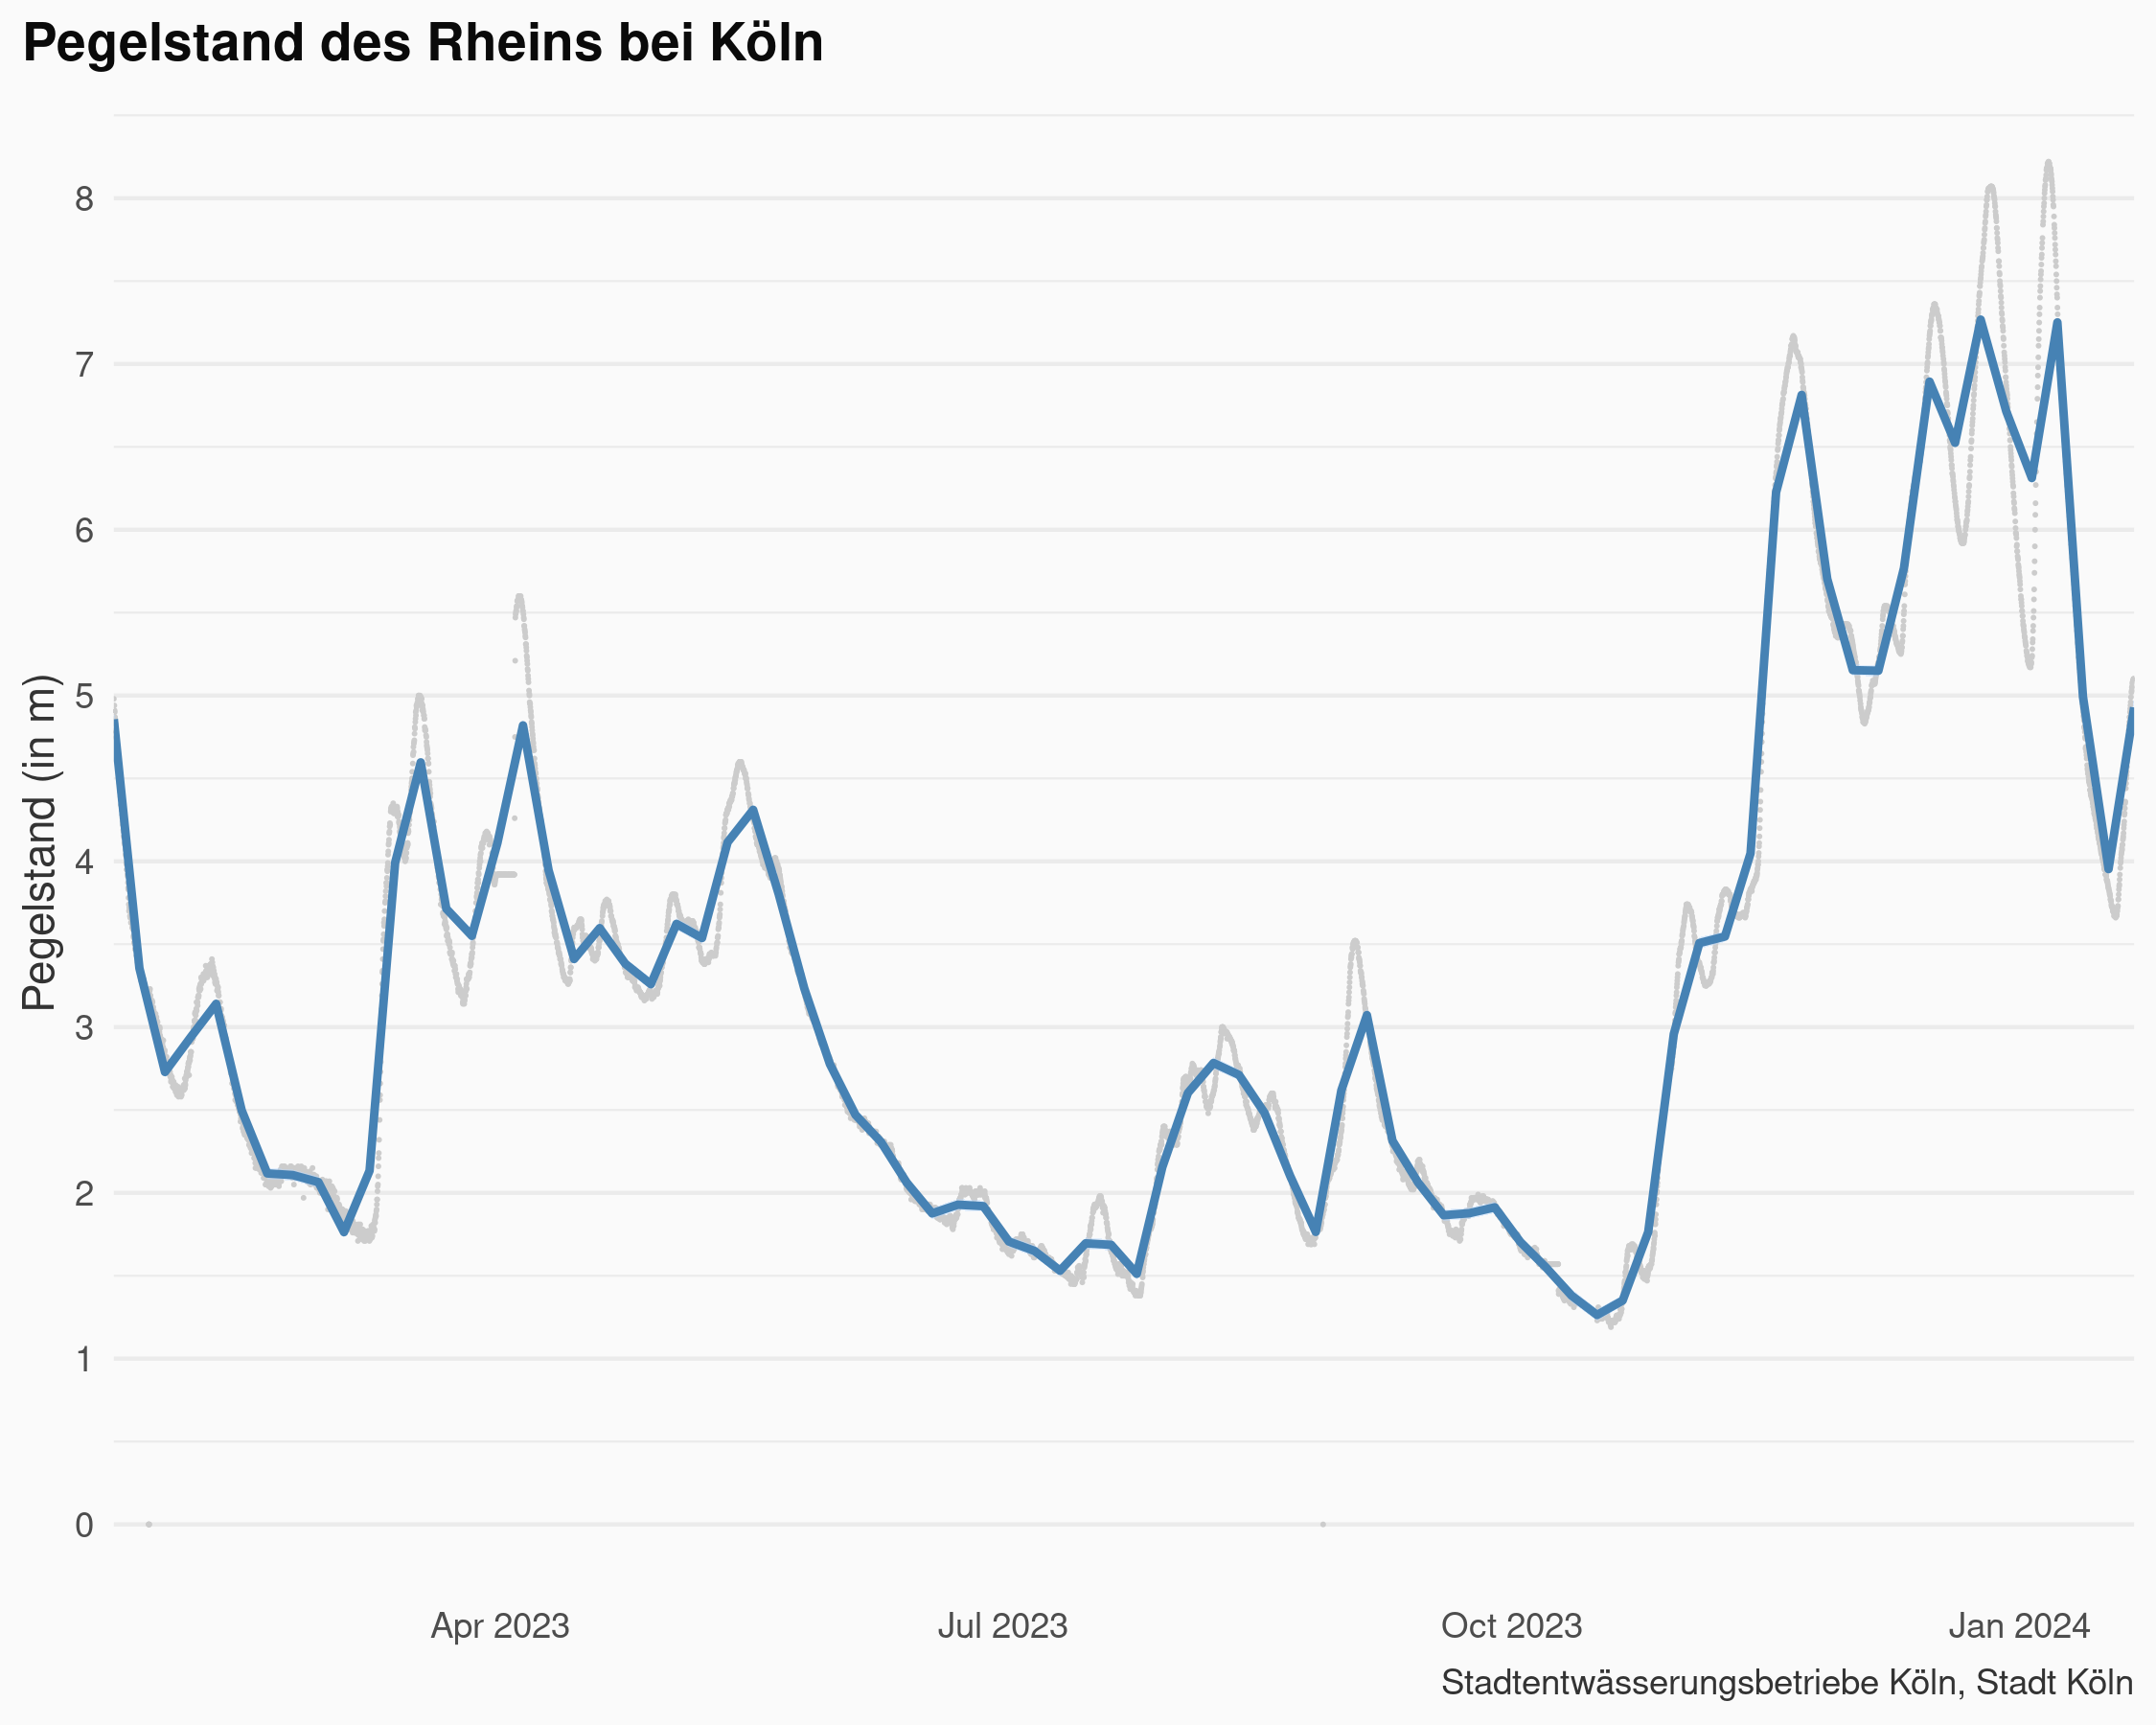 Pegelstand des Rheins bei Köln
Pegelstand (in m)
8
7
6
5
4
3
2
1
0
Apr 2023
Jul 2023
Oct 2023
Jan 2024
Stadtentwässerungsbetriebe Köln, Stadt Köln